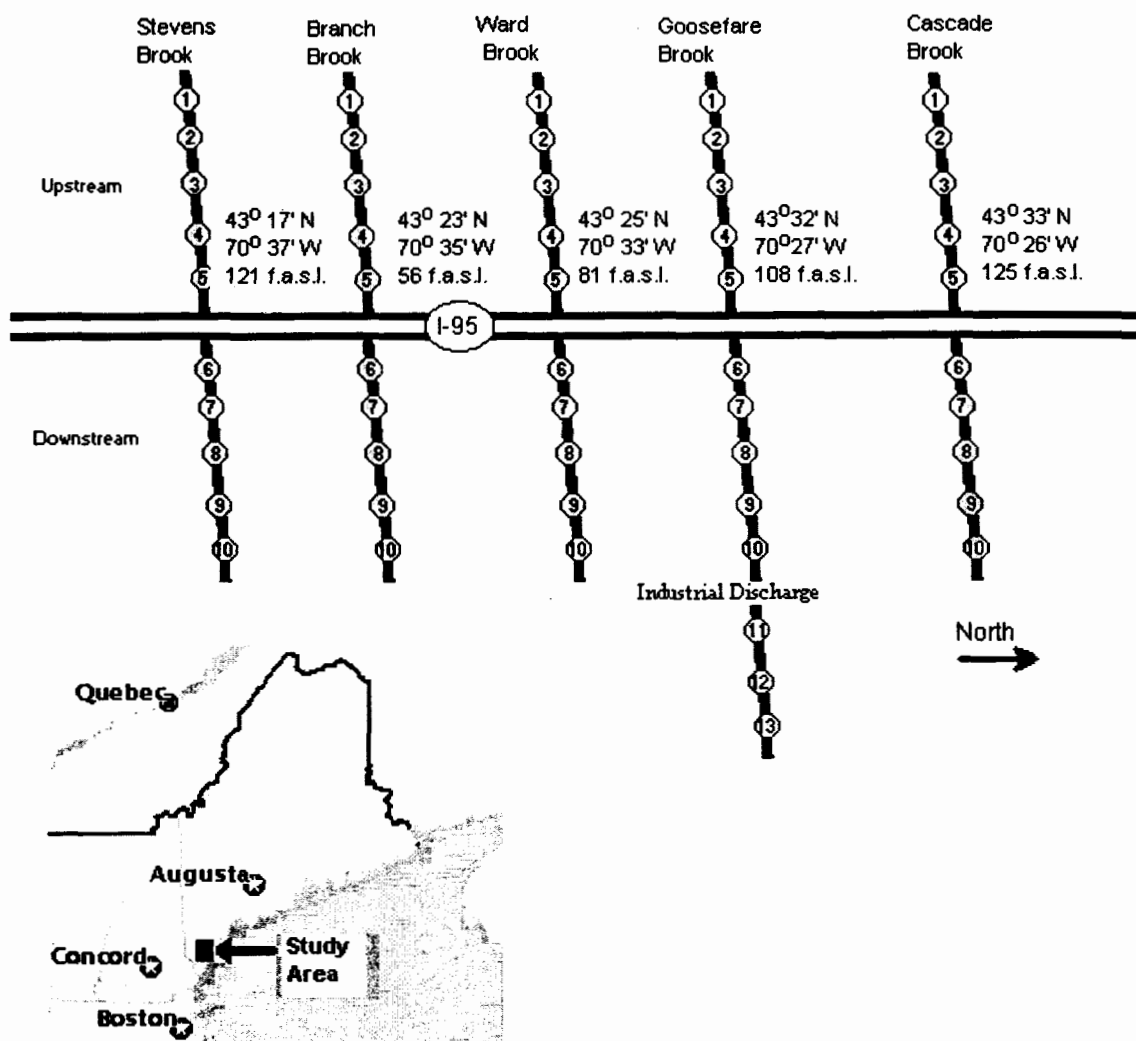 Stevens Brook
Branch Brook
Ward Brook
Goosefare Brook
Cascade Brook
1 1 1 1 1
2 2 2 2 2
Upstream
3 3 3 3 3
4 4 4 4 4
5 5 5 5 5
43⁰ 17' N
70⁰ 37' W
121 f.a.s.l.
43⁰ 23' N
70⁰ 35' W
56 f.a.s.l.
43⁰ 25' N
70⁰ 33' W
81 f.a.s.l.
43⁰32' N
70⁰27' W
108 f.a.s.l.
43⁰ 33' N
70⁰ 26' W
125 f.a.s.l.
I-95
6 6 6 6 6
7 7 7 7 7
Downstream
8 8 8 8 8
9 9 9 9 9
10 10 10 10 10
Industrial Discharge
11
12
13
North
Quebec
Augusta
Concord
Study
Area
Boston